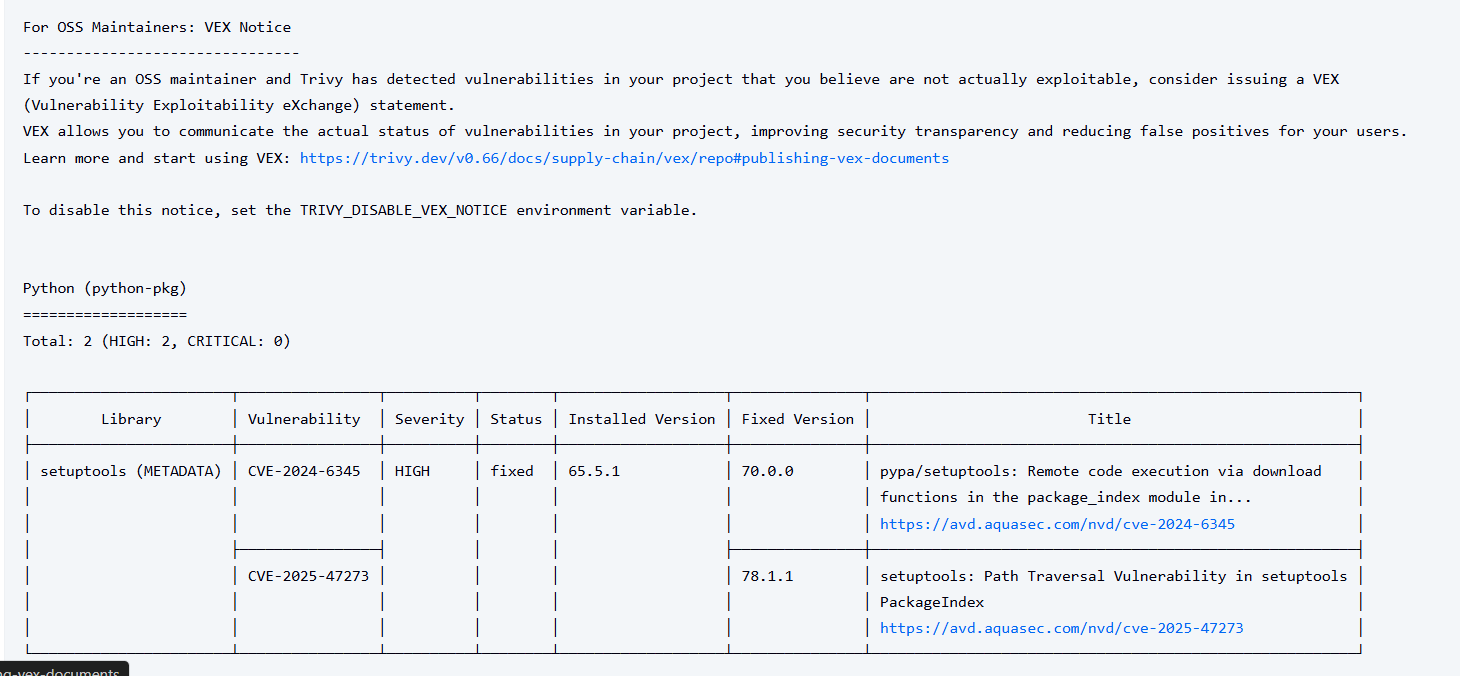 For OSS Maintainers: VEX Notice
--------------------------------
If you're an OSS maintainer and Trivy has detected vulnerabilities in your project that you believe are not actually exploitable, consider issuing a VEX
(Vulnerability Exploitability eXchange) statement.
VEX allows you to communicate the actual status of vulnerabilities in your project, improving security transparency and reducing false positives for your users.
Learn more and start using VEX: https://trivy.dev/v0.66/docs/supply-chain/vex/repo#publishing-vex-documents
To disable this notice, set the TRIVY_DISABLE_VEX_NOTICE environment variable.
Python (python-pkg)
===================
Total: 2 (HIGH: 2, CRITICAL: 0)
Library Vulnerability Severity Status Installed Version Fixed Version Title
setuptools (METADATA) CVE-2024-6345 HIGH fixed 65.5.1 70.0.0 pypa/setuptools: Remote code execution via download
functions in the package_index module in...
https://avd.aquasec.com/nvd/cve-2024-6345
CVE-2025-47273 78.1.1 setuptools: Path Traversal Vulnerability in setuptools
PackageIndex
https://avd.aquasec.com/nvd/cve-2025-47273
ng-vex-documents